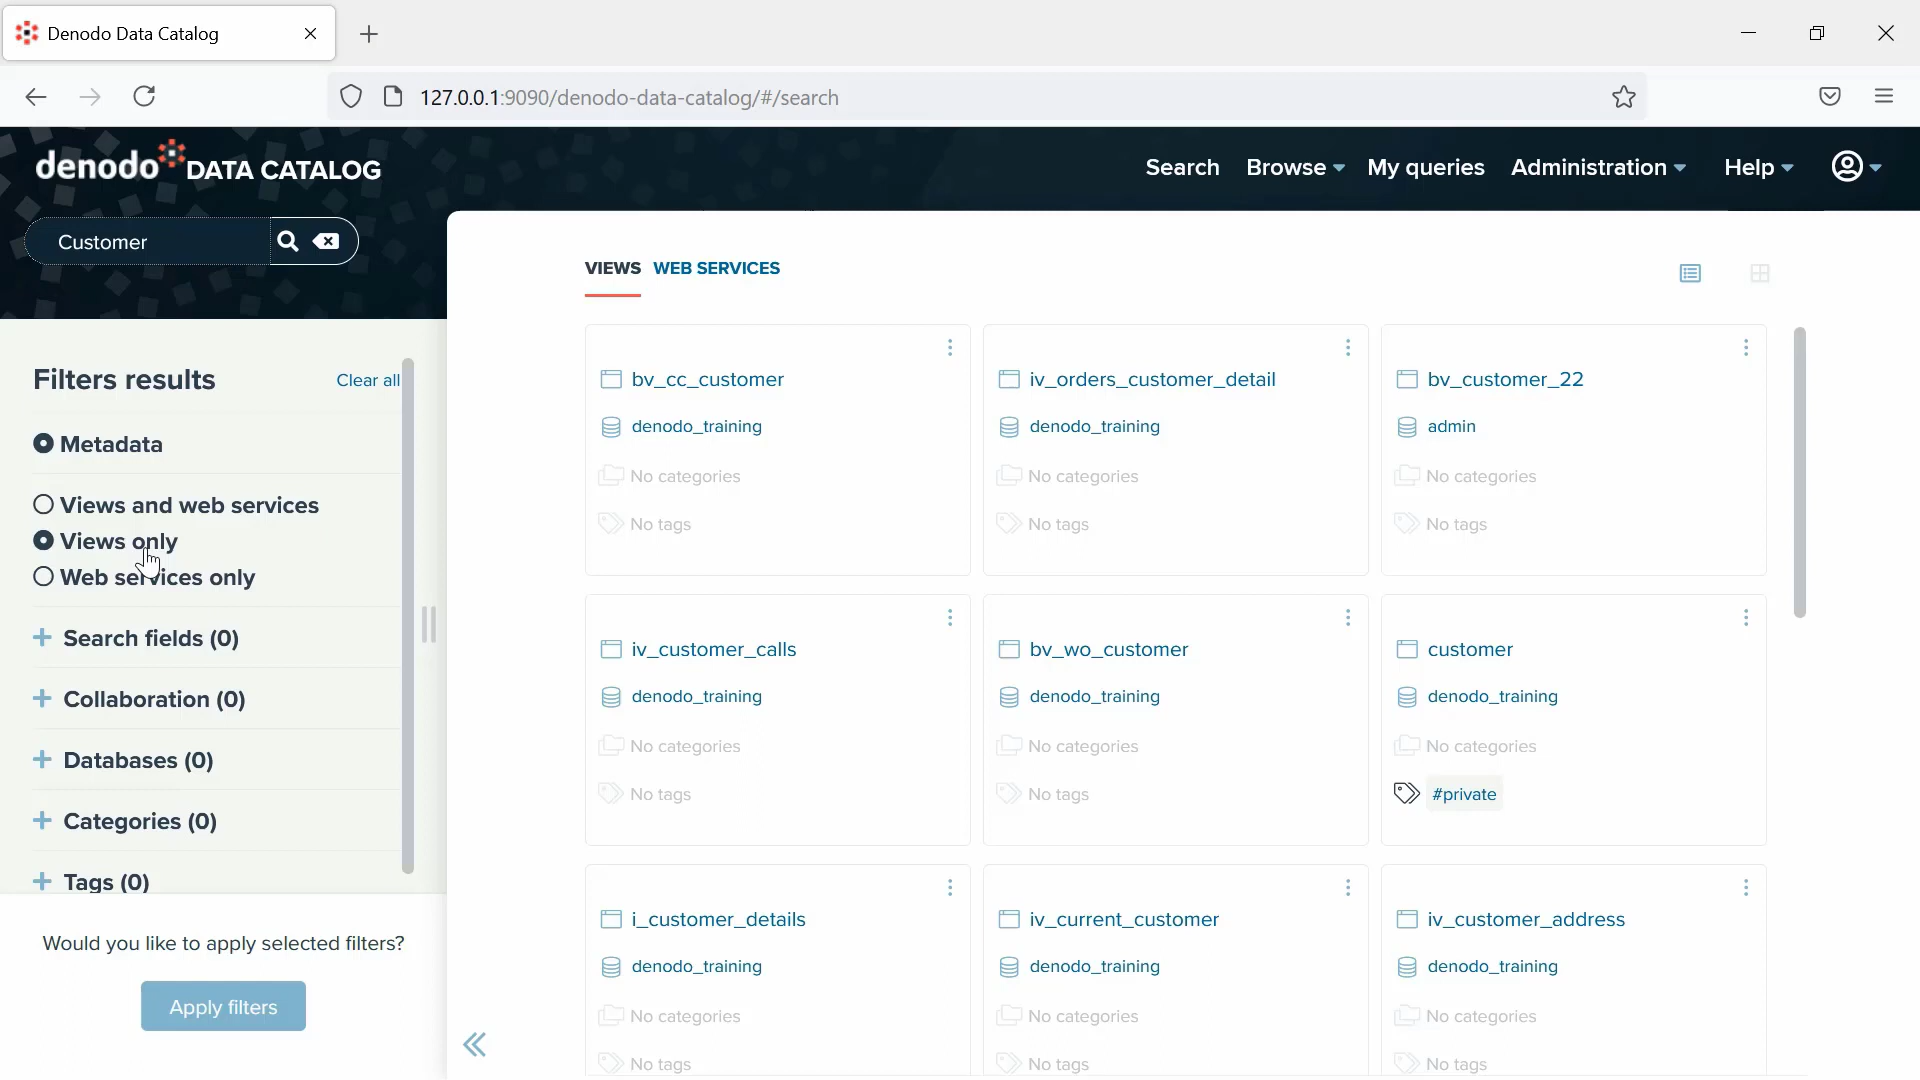 Denodo Data Catalog
127.0.0.1:9090/denodo-data-catalog/#/search
denodo DATA CATALOG
Search Browse My queries Administration Help
Customer
VIEWS WEB SERVICES
Filters results Clear all
Metadata
Views and web services
Views only
Web services only
Search fields (0)
Collaboration (0)
Databases (0)
Categories (0)
Tags (0)
Would you like to apply selected filters?
Apply filters
bv_cc_customer
denodo_training
No categories
No tags
iv_orders_customer_detail
denodo_training
No categories
No tags
bv_customer_22
admin
No categories
No tags
iv_customer_calls
denodo_training
No categories
No tags
bv_wo_customer
denodo_training
No categories
No tags
customer
denodo_training
No categories
#private
i_customer_details
denodo_training
No categories
No tags
iv_current_customer
denodo_training
No categories
No tags
iv_customer_address
denodo_training
No categories
No tags